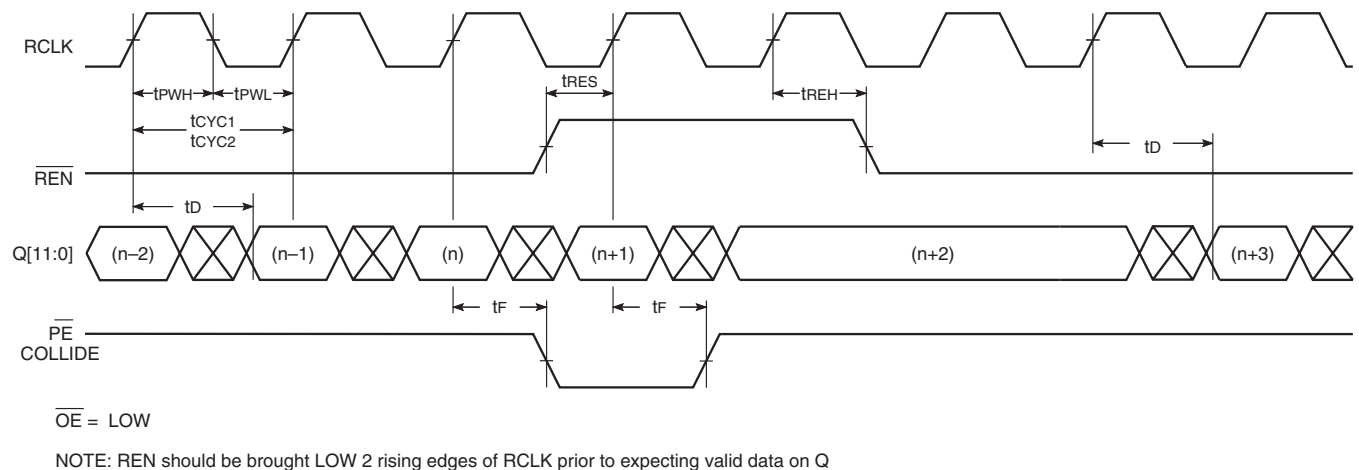 RCLK
tPWH tPWL tRES tREH
tCYC1
tCYC2
tD
REN
tD
Q[11:0] (n–2) (n–1) (n) (n+1) (n+2) (n+3)
tF tF
PE
COLLIDE
OE = LOW
NOTE: REN should be brought LOW 2 rising edges of RCLK prior to expecting valid data on Q